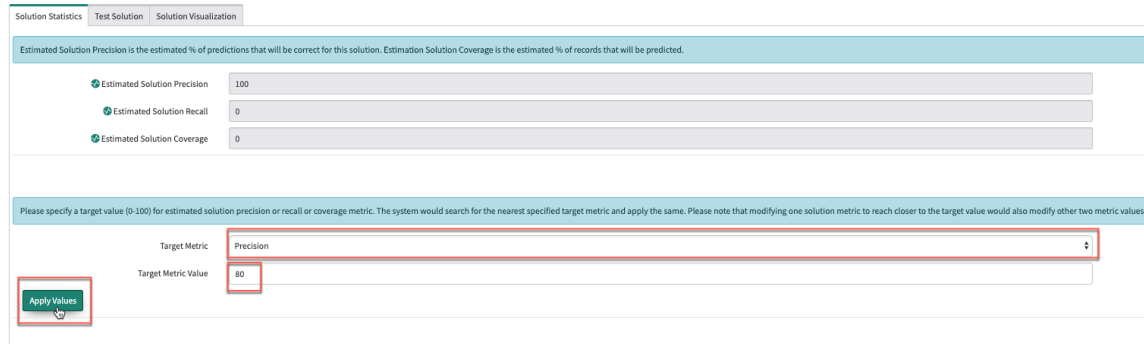 Solution Statistics Test Solution Solution Visualization
Estimated Solution Precision is the estimated % of predictions that will be correct for this solution. Estimation Solution Coverage is the estimated % of records that will be predicted.
Estimated Solution Precision 100
Estimated Solution Recall 0
Estimated Solution Coverage 0
Please specify a target value (0-100) for estimated solution precision or recall or coverage metric. The system would search for the nearest specified target metric and apply the same. Please note that modifying one solution metric to reach closer to the target value would also modify other two metric values
Target Metric Precision
Target Metric Value 80
Apply Values